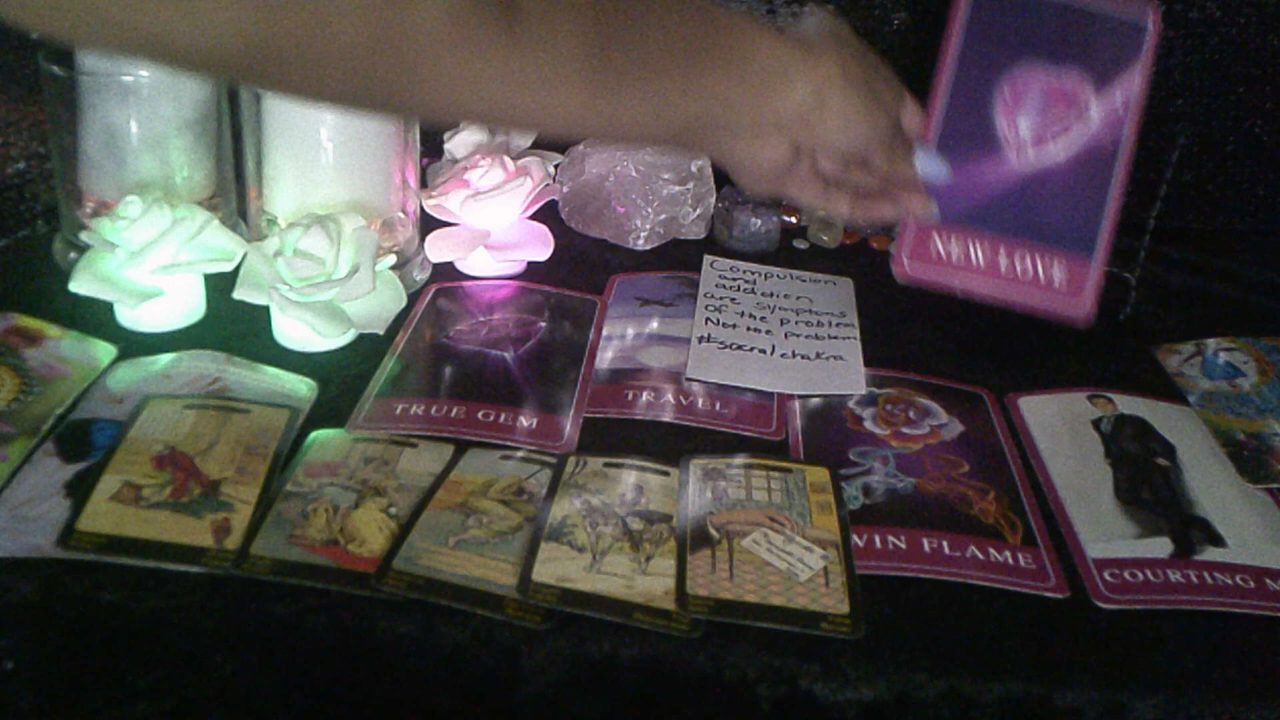 NEW LOVE
Compulsion
and
addiction
are symptoms
of the problem
Not the problem
#sacral chakra
TRUE GEM
TRAVEL
WIN FLAME
COURTING M